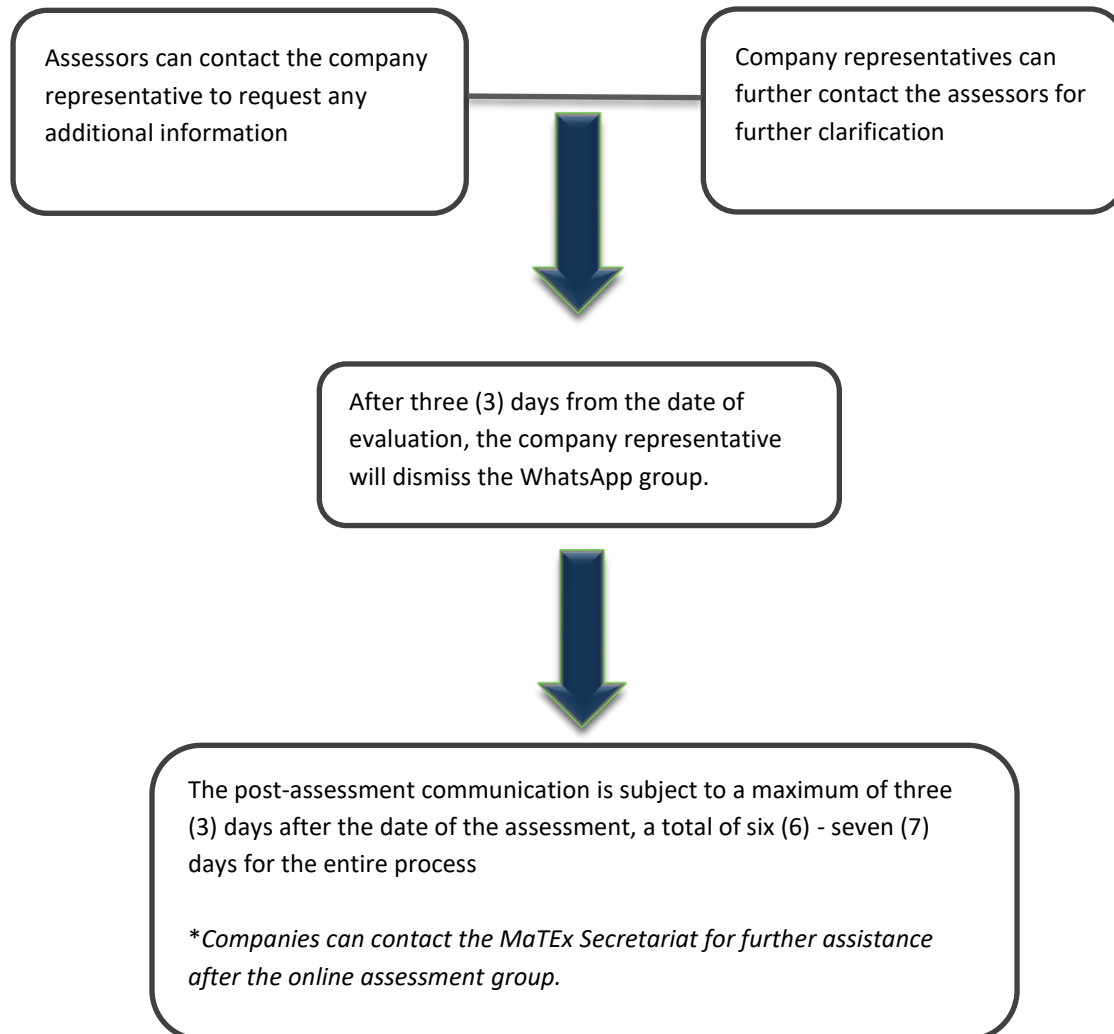 Assessors can contact the company
representative to request any
additional information
Company representatives can
further contact the assessors for
further clarification
After three (3) days from the date of
evaluation, the company representative
will dismiss the WhatsApp group.
The post-assessment communication is subject to a maximum of three
(3) days after the date of the assessment, a total of six (6) - seven (7)
days for the entire process
*Companies can contact the MaTEx Secretariat for further assistance
after the online assessment group.